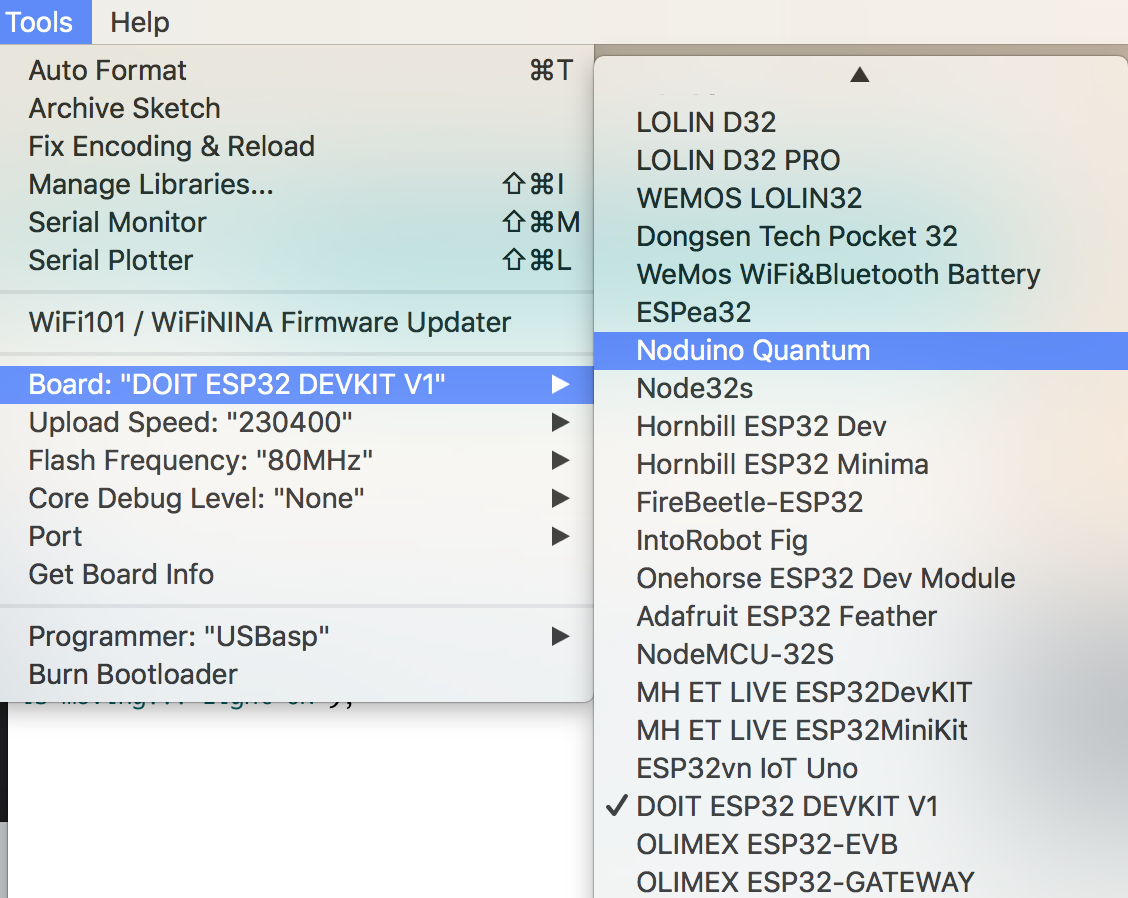 Tools Help
Auto Format ⌘T
Archive Sketch
Fix Encoding & Reload
Manage Libraries... ⇧⌘I
Serial Monitor ⇧⌘M
Serial Plotter ⇧⌘L
WiFi101 / WiFiNINA Firmware Updater
Board: "DOIT ESP32 DEVKIT V1"
Upload Speed: "230400"
Flash Frequency: "80MHz"
Core Debug Level: "None"
Port
Get Board Info
Programmer: "USBasp"
Burn Bootloader
LOLIN D32
LOLIN D32 PRO
WEMOS LOLIN32
Dongsen Tech Pocket 32
WeMos WiFi&Bluetooth Battery
ESPea32
Noduino Quantum
Node32s
Hornbill ESP32 Dev
Hornbill ESP32 Minima
FireBeetle-ESP32
IntoRobot Fig
Onehorse ESP32 Dev Module
Adafruit ESP32 Feather
NodeMCU-32S
MH ET LIVE ESP32DevKIT
MH ET LIVE ESP32MiniKit
ESP32vn IoT Uno
✓ DOIT ESP32 DEVKIT V1
OLIMEX ESP32-EVB
OLIMEX ESP32-GATEWAY